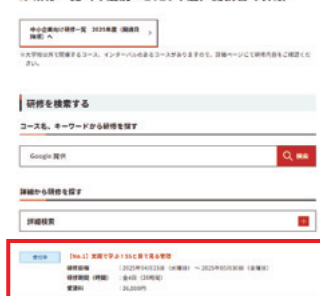 中小企業向け研修一覧 2025年度（開講日
抜順）へ
※大学校以外で開催するコース、インターバルのあるコースがありますので、詳細ページにて研修内容をご確認くだ
さい。
研修を検索する
コース名、キーワードから研修を探す
Google 提供
検索
詳細から研修を探す
詳細検索
受付中
【No.1】実践で学ぶ！5Sと見て見る管理
研修日程
：2025年04月23日（水曜日）～2025年05月30日（金曜日）
研修期間（時間）
：全4日（30時間）
受講料
：36,000円